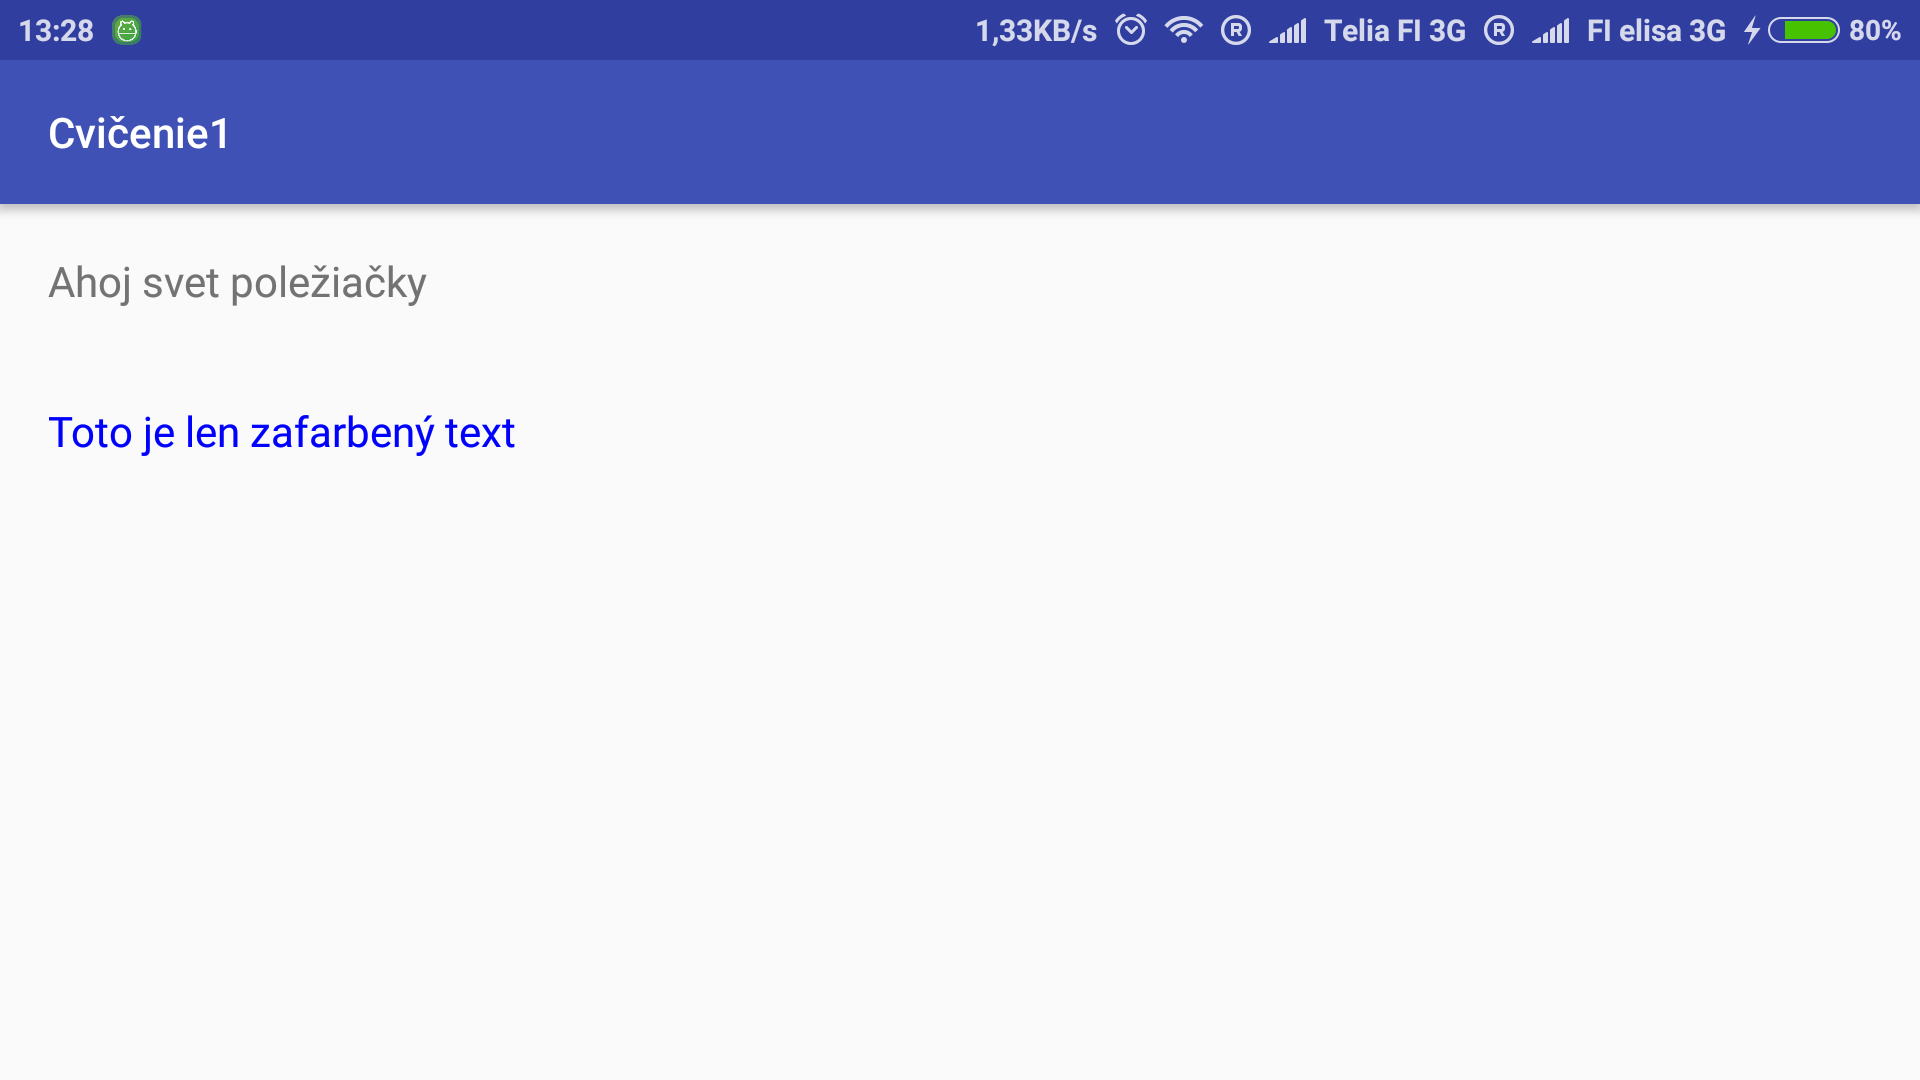 13:28 1,33KB/s R Telia FI 3G R FI elisa 3G 80%
Cvičenie1
Ahoj svet poležiačky
Toto je len zafarbený text